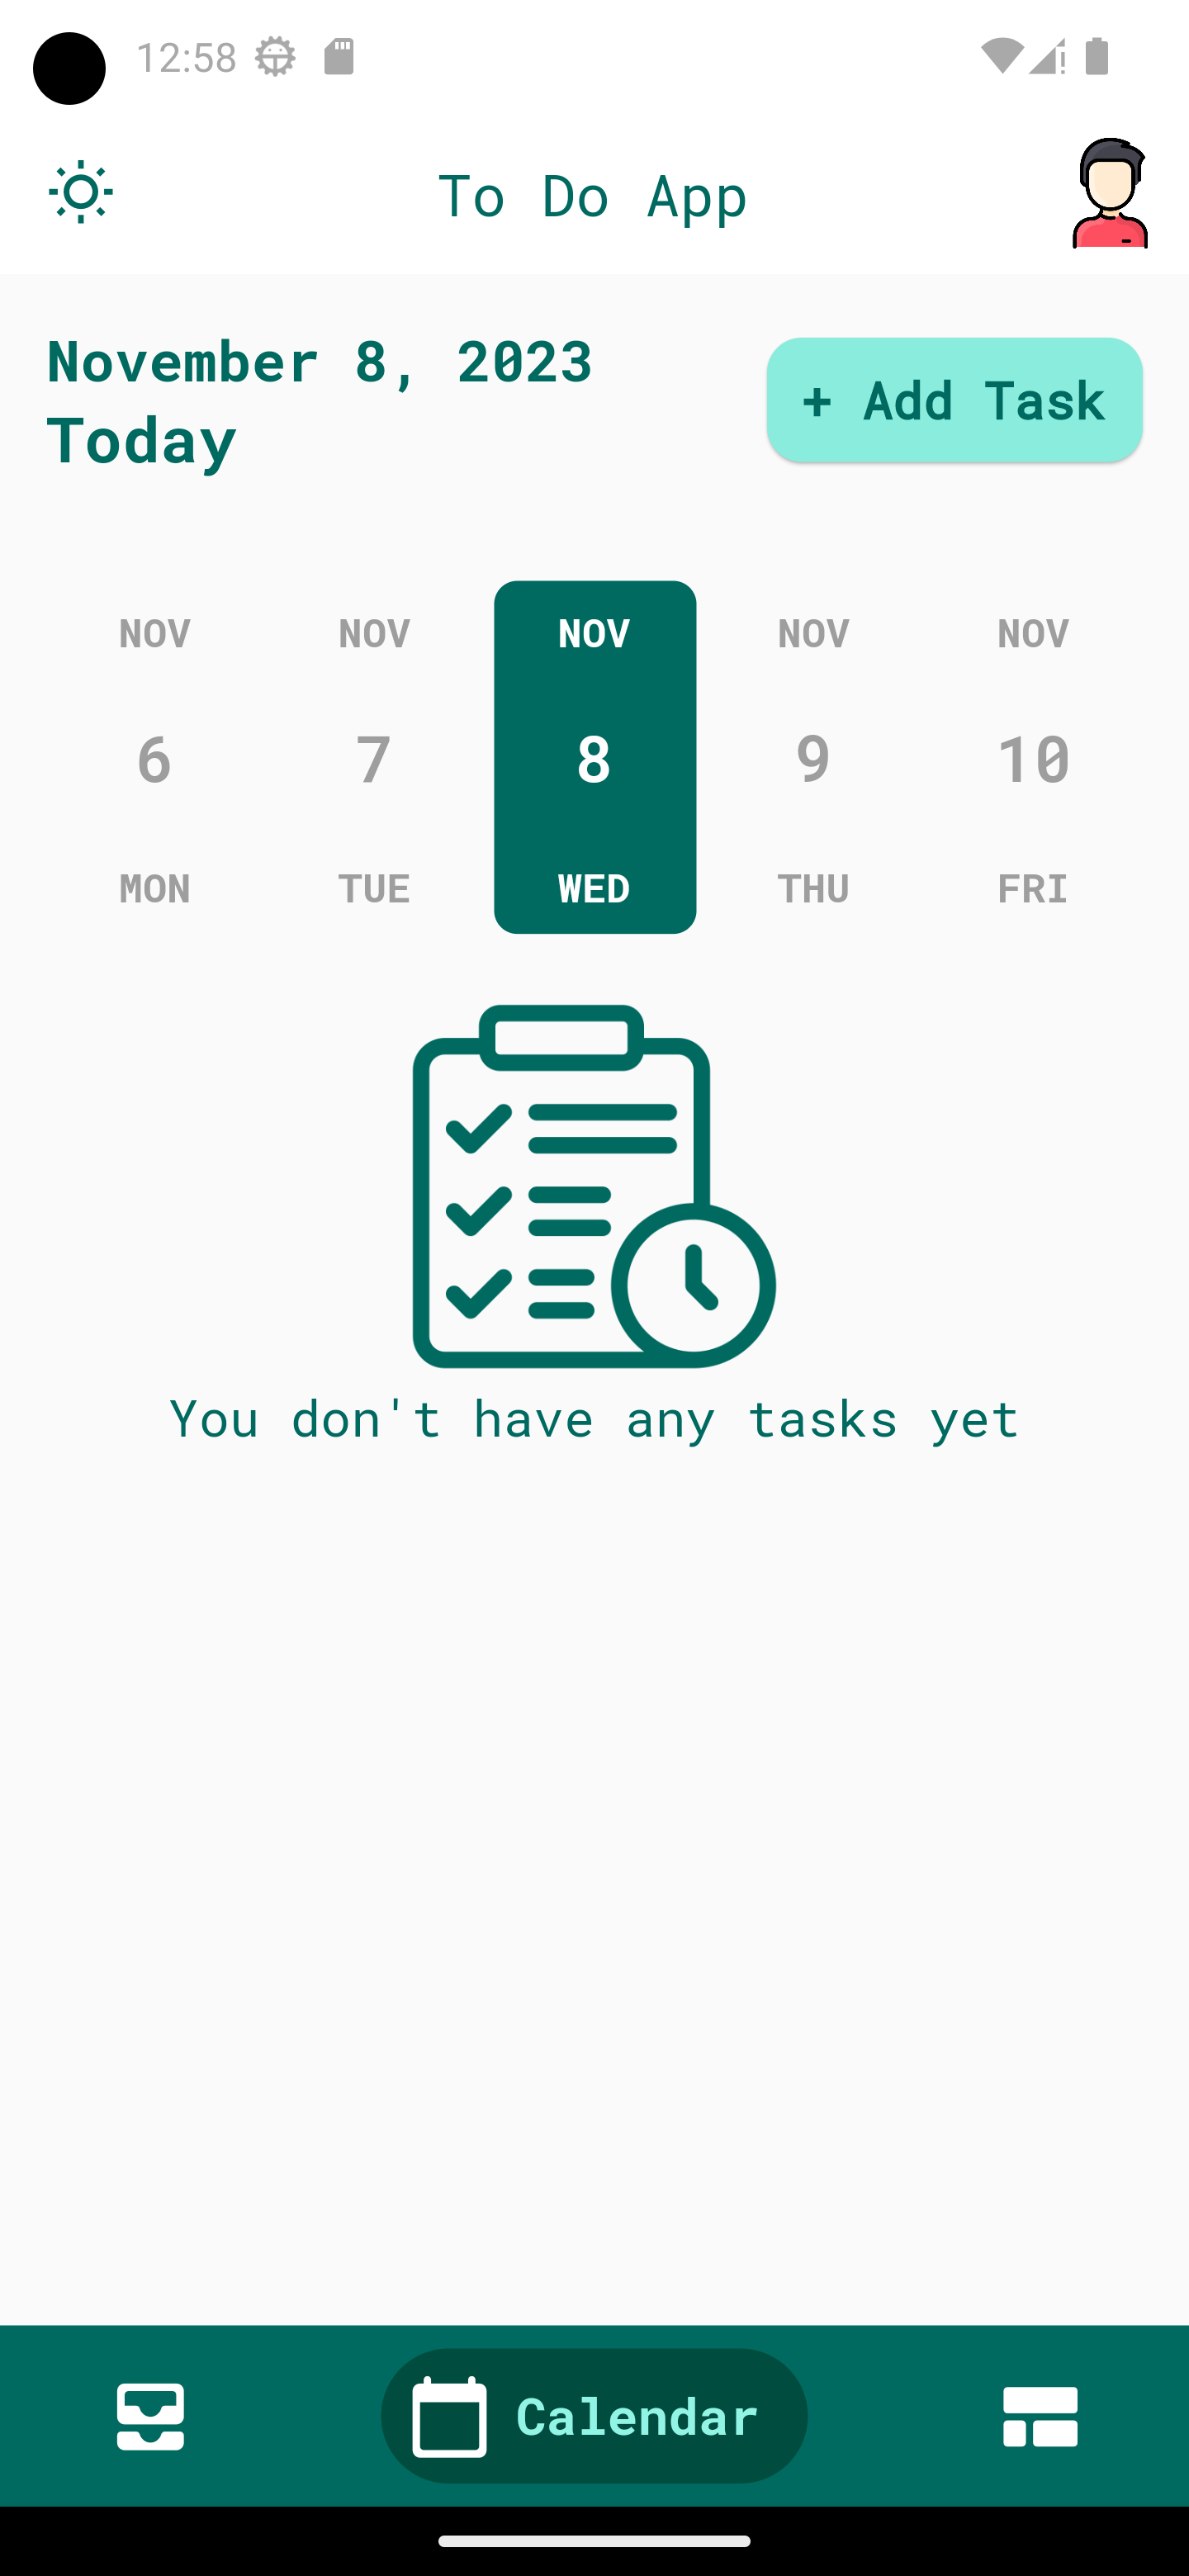 12:58
To Do App
November 8, 2023
Today
+ Add Task
NOV NOV NOV NOV NOV
6 7 8 9 10
MON TUE WED THU FRI
You don't have any tasks yet
Calendar